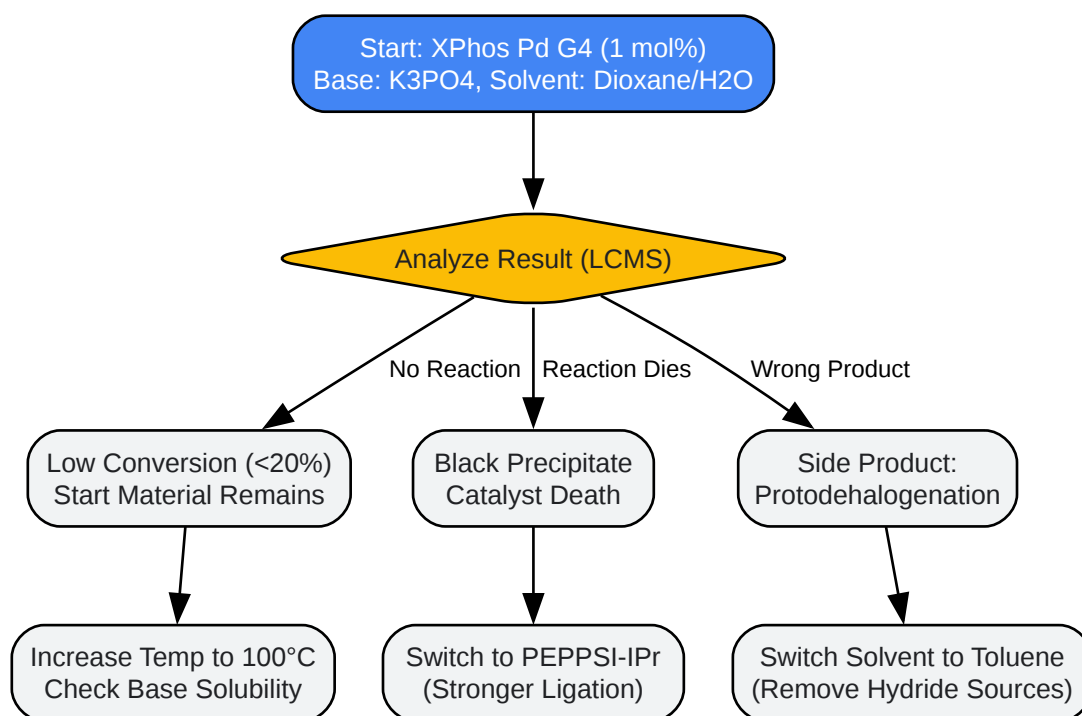 Start: XPhos Pd G4 (1 mol%)
Base: K3PO4, Solvent: Dioxane/H2O
Analyze Result (LCMS)
No Reaction
Reaction Dies
Wrong Product
Low Conversion (<20%)
Start Material Remains
Black Precipitate
Catalyst Death
Side Product:
Protodehalogenation
Increase Temp to 100°C
Check Base Solubility
Switch to PEPPSI-IPr
(Stronger Ligation)
Switch Solvent to Toluene
(Remove Hydride Sources)